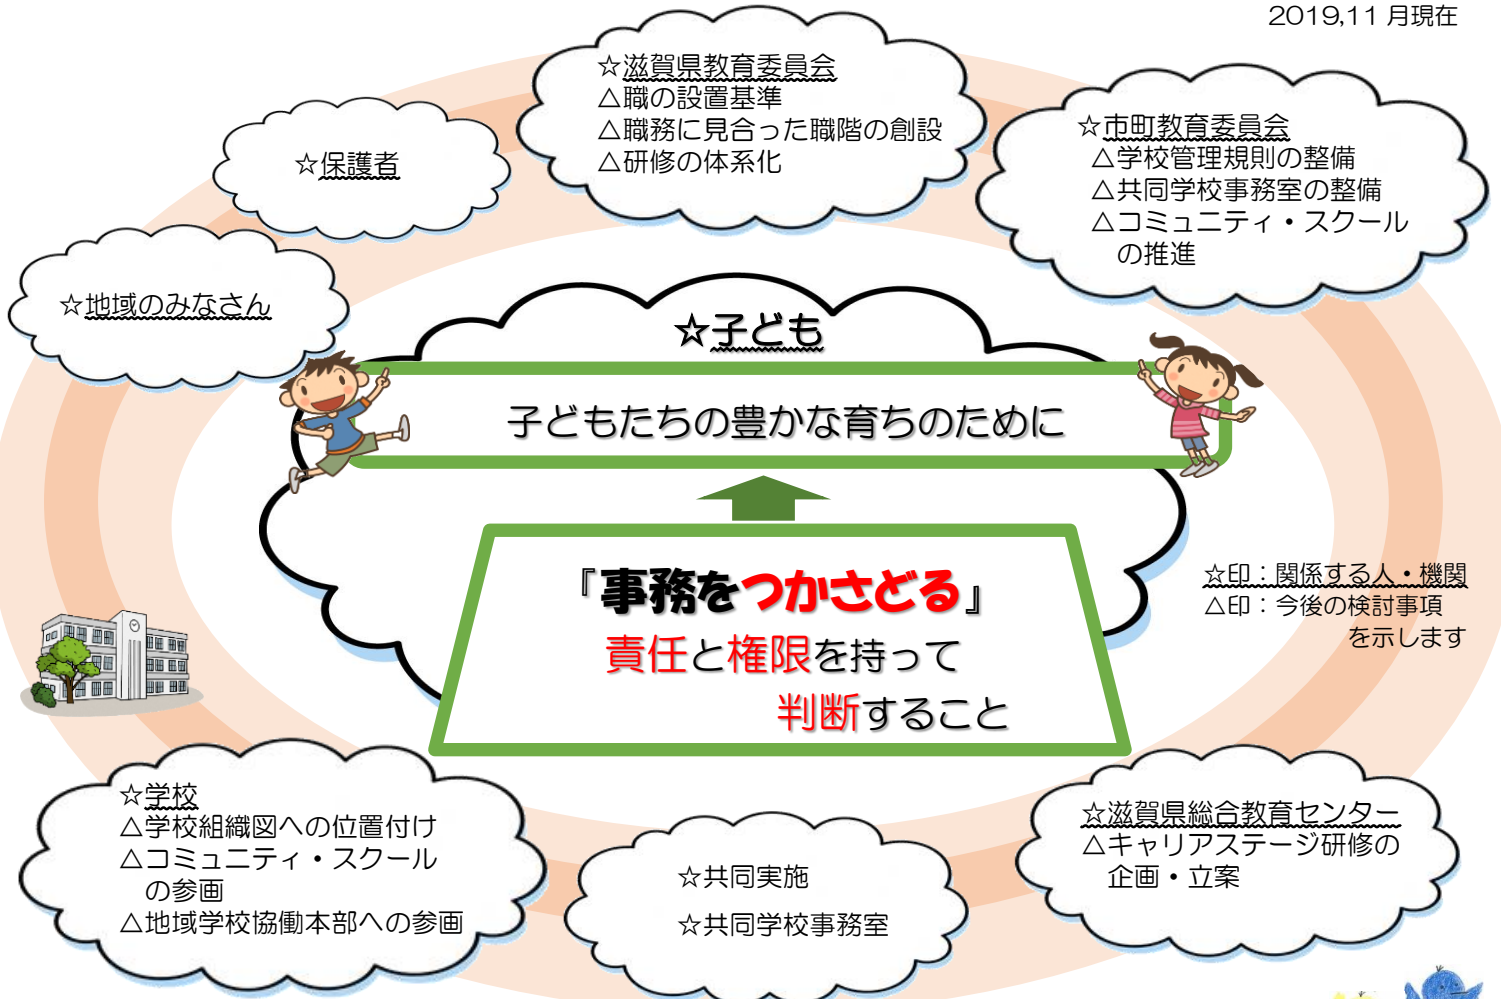 2019,11 月現在
☆滋賀県教育委員会
△職の設置基準
△職務に見合った職階の創設
△研修の体系化
☆市町教育委員会
△学校管理規則の整備
△共同学校事務室の整備
△コミュニティ・スクール
の推進
☆保護者
☆地域のみなさん
☆子ども
子どもたちの豊かな育ちのために
『事務をつかさどる』
責任と権限を持って
判断すること
☆印：関係する人・機関
△印：今後の検討事項
を示します
☆学校
△学校組織図への位置付け
△コミュニティ・スクール
の参画
△地域学校協働本部への参画
☆共同実施
☆共同学校事務室
☆滋賀県総合教育センター
△キャリアステージ研修の
企画・立案